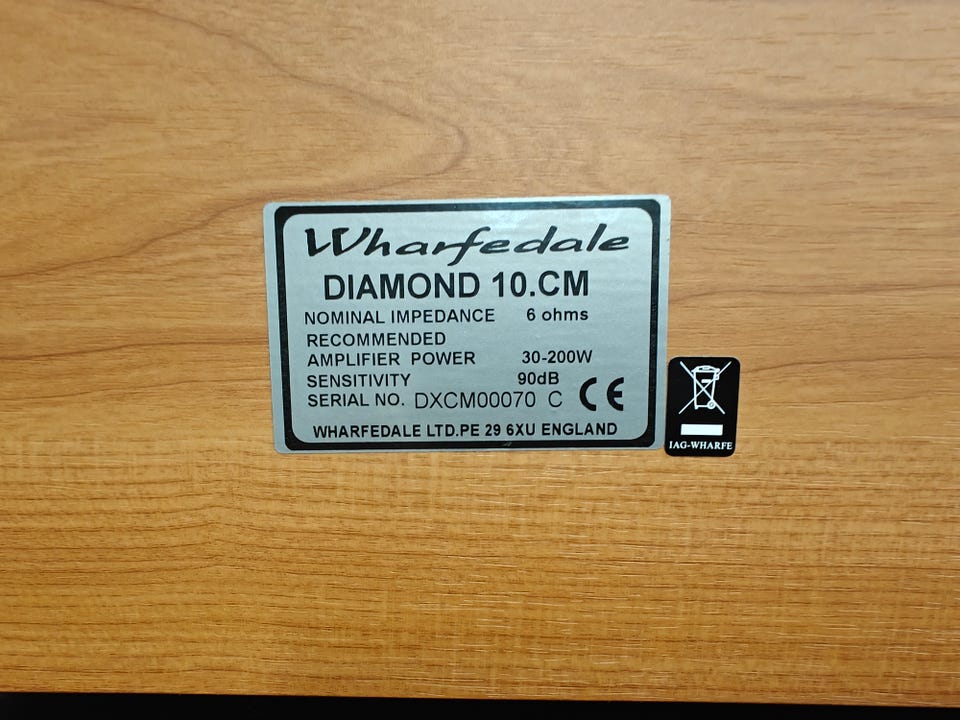 Wharfedale
DIAMOND 10.CM
NOMINAL IMPEDANCE 6 ohms
RECOMMENDED
AMPLIFIER POWER 30-200W
SENSITIVITY 90dB
SERIAL NO. DXCM00070 C CE
WHARFEDALE LTD.PE 29 6XU ENGLAND
IAG-WHARFE